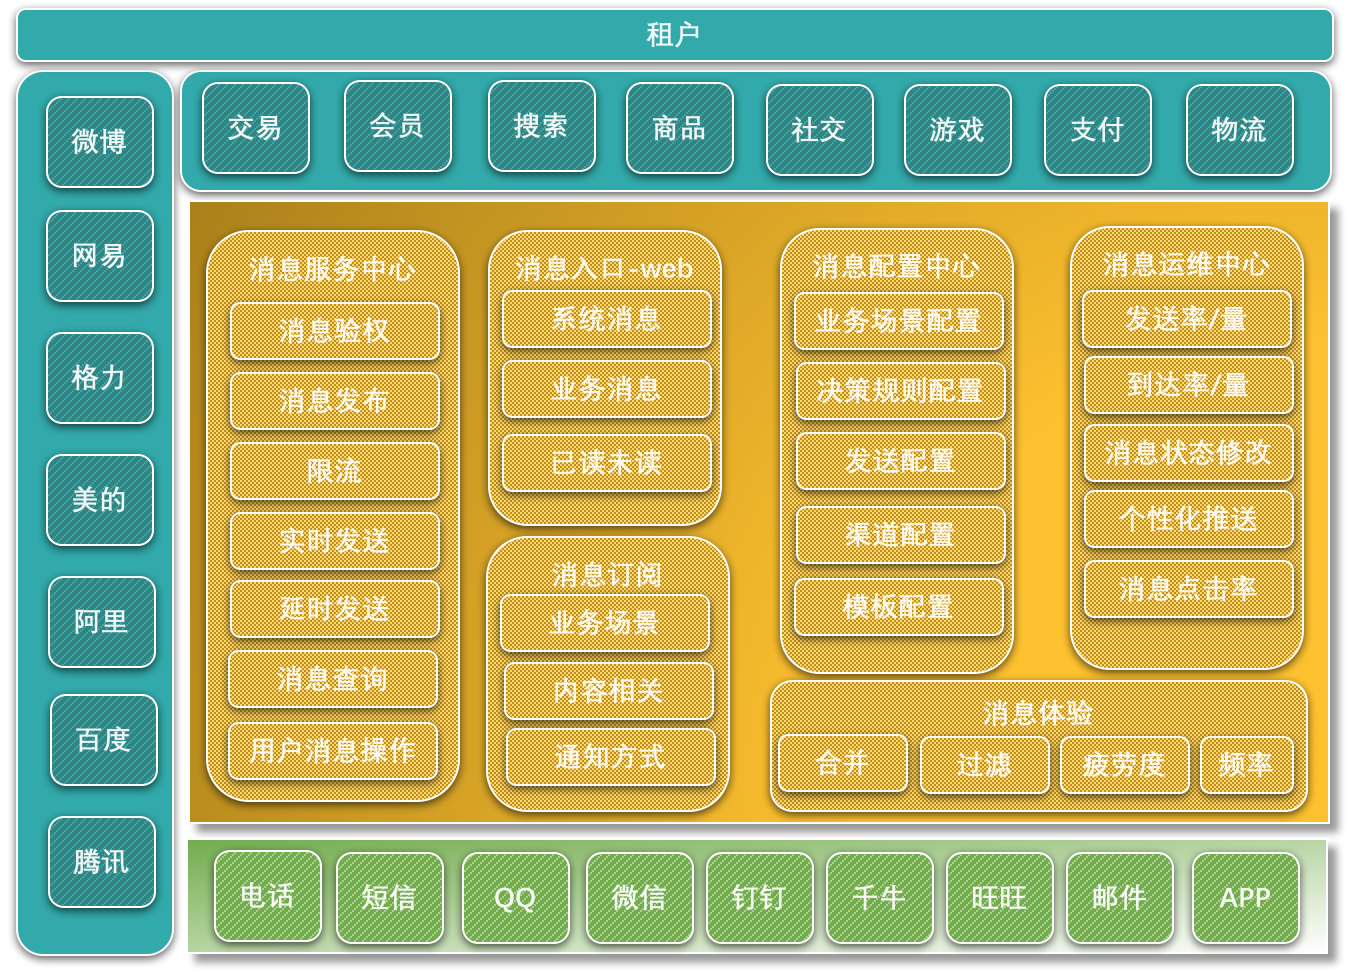 租户
微博
网易
格力
美的
阿里
百度
腾讯
交易
会员
搜索
商品
社交
游戏
支付
物流
消息服务中心
消息验权
消息发布
限流
实时发送
延时发送
消息查询
用户消息操作
消息入口-web
系统消息
业务消息
已读未读
消息订阅
业务场景
内容相关
通知方式
消息配置中心
业务场景配置
决策规则配置
发送配置
渠道配置
模板配置
消息运维中心
发送率/量
到达率/量
消息状态修改
个性化推送
消息点击率
消息体验
合并
过滤
疲劳度
频率
电话
短信
QQ
微信
钉钉
千牛
旺旺
邮件
APP